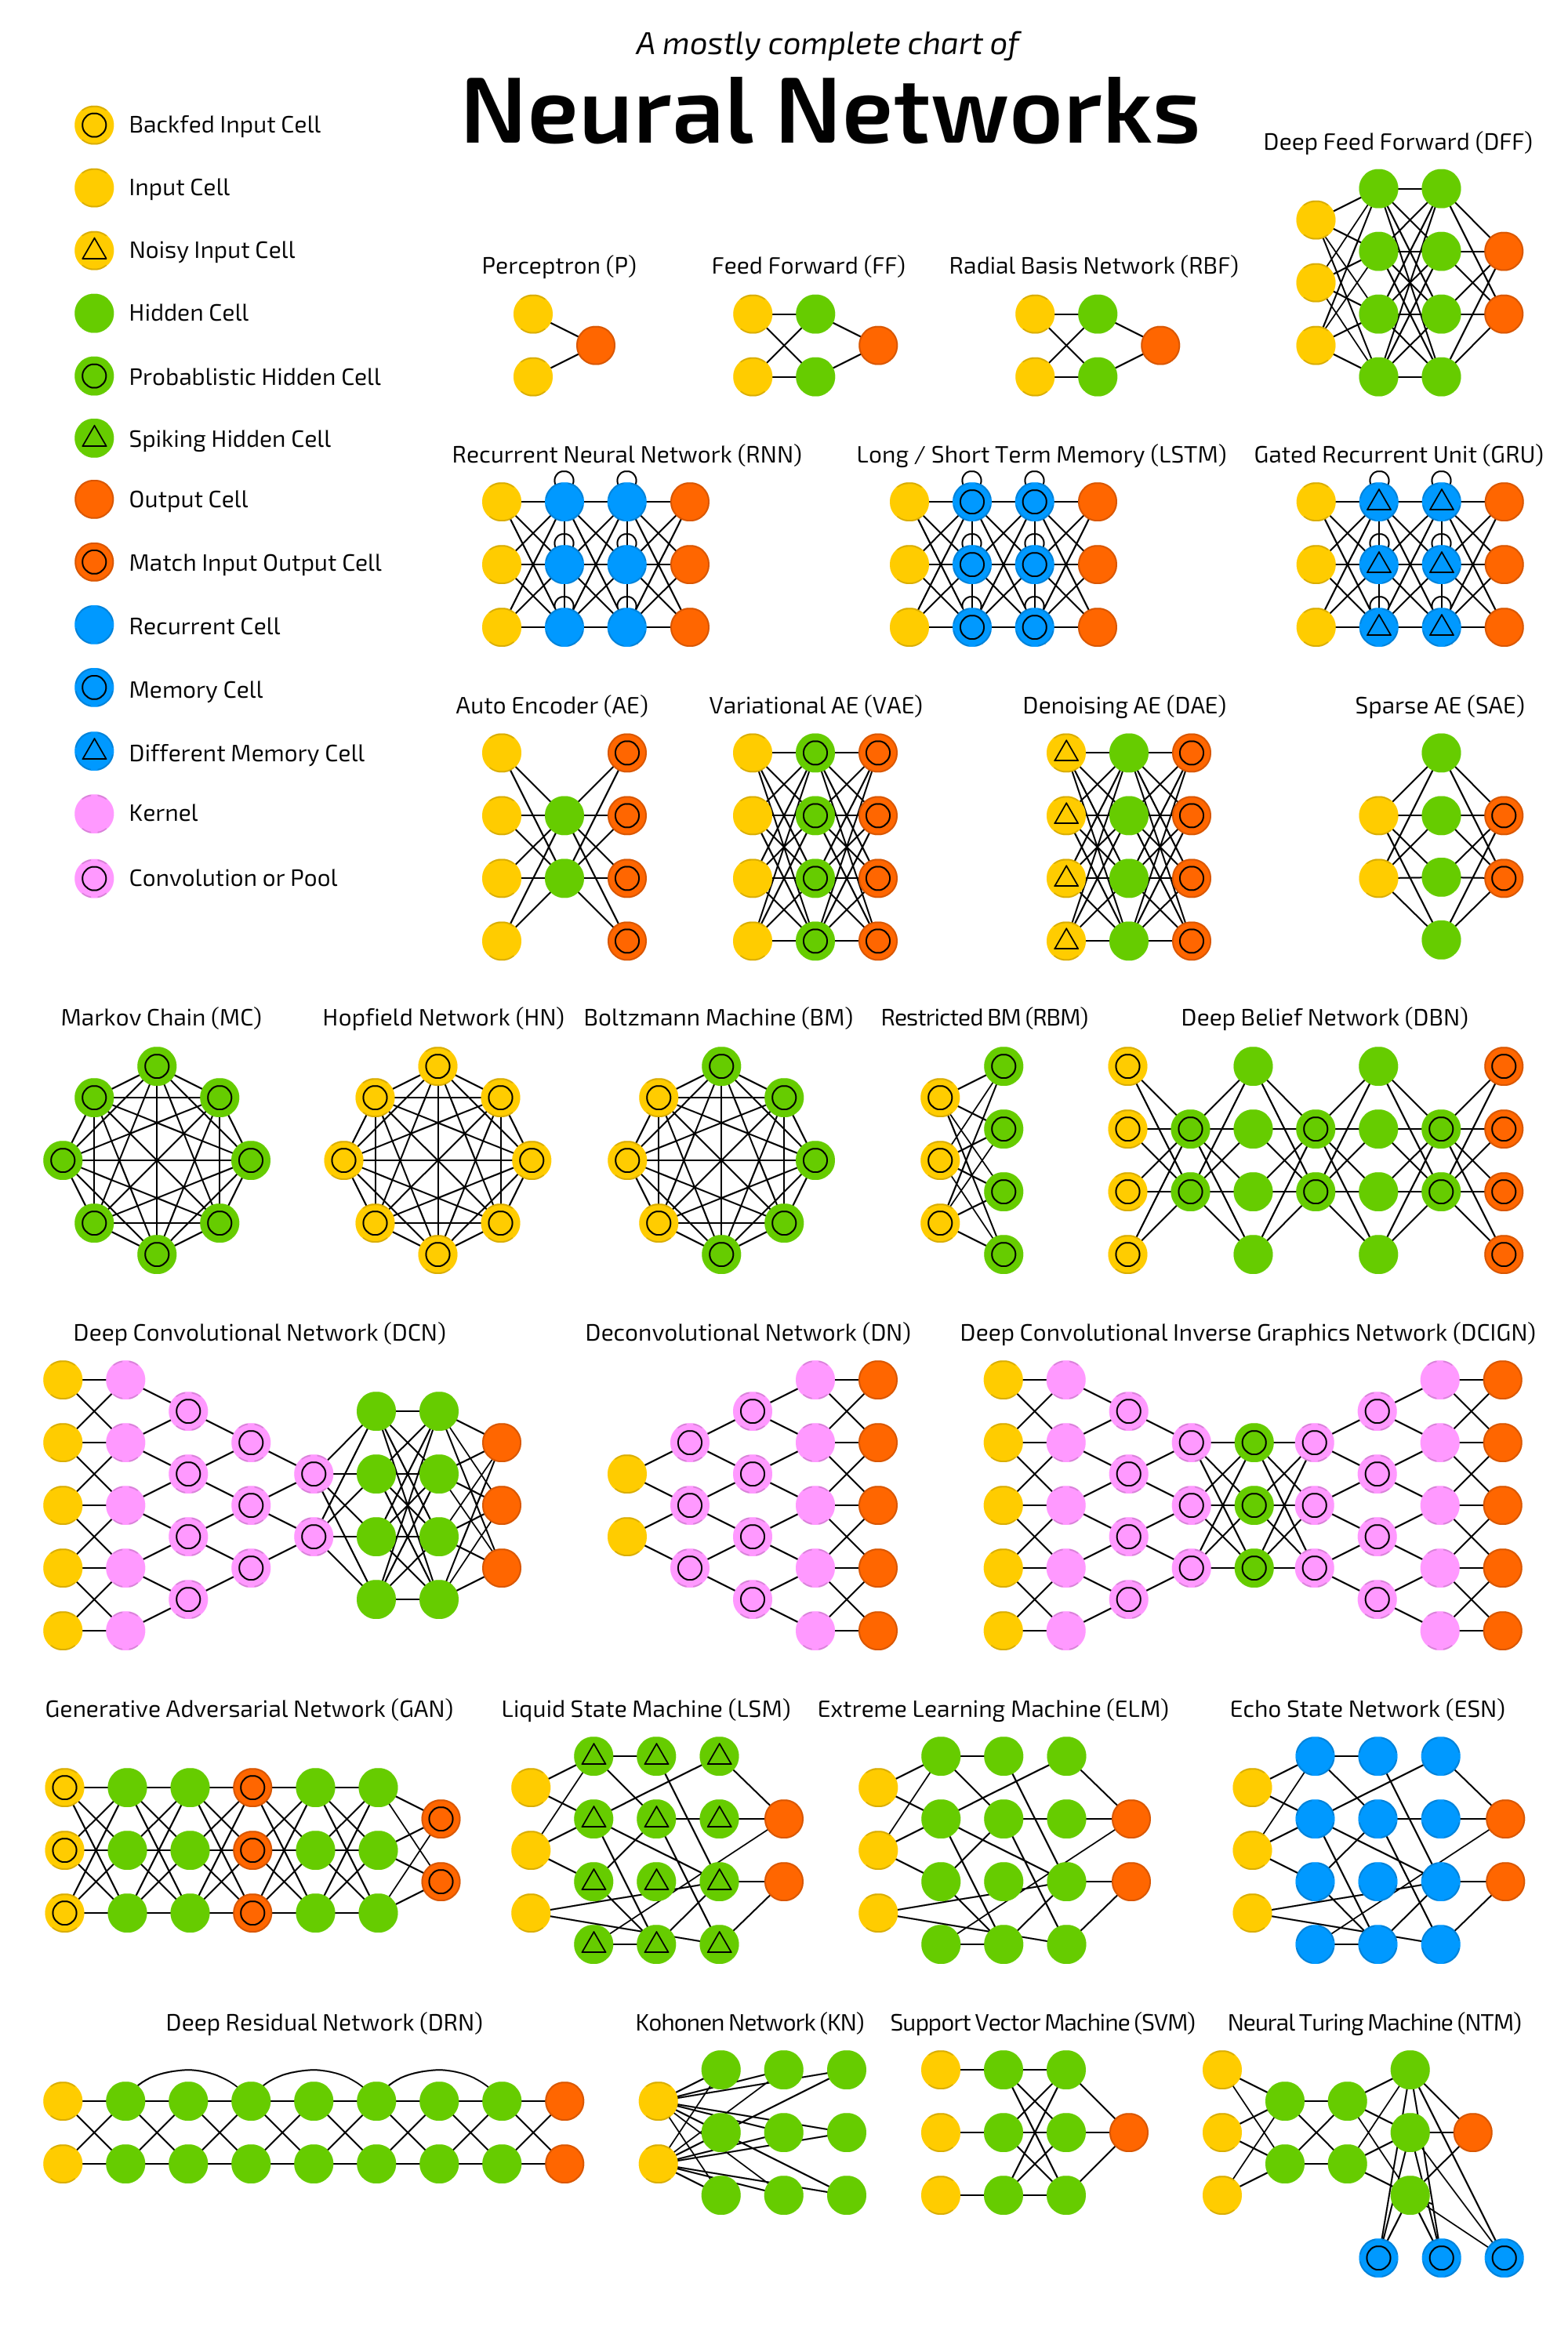 A mostly complete chart of
Neural Networks
Backfed Input Cell
Input Cell
Noisy Input Cell
Hidden Cell
Probablistic Hidden Cell
Spiking Hidden Cell
Output Cell
Match Input Output Cell
Recurrent Cell
Memory Cell
Different Memory Cell
Kernel
Convolution or Pool
Deep Feed Forward (DFF)
Perceptron (P)
Feed Forward (FF)
Radial Basis Network (RBF)
Recurrent Neural Network (RNN)
Long / Short Term Memory (LSTM)
Gated Recurrent Unit (GRU)
Auto Encoder (AE)
Variational AE (VAE)
Denoising AE (DAE)
Sparse AE (SAE)
Markov Chain (MC)
Hopfield Network (HN)
Boltzmann Machine (BM)
Restricted BM (RBM)
Deep Belief Network (DBN)
Deep Convolutional Network (DCN)
Deconvolutional Network (DN)
Deep Convolutional Inverse Graphics Network (DCIGN)
Generative Adversarial Network (GAN)
Liquid State Machine (LSM)
Extreme Learning Machine (ELM)
Echo State Network (ESN)
Deep Residual Network (DRN)
Kohonen Network (KN)
Support Vector Machine (SVM)
Neural Turing Machine (NTM)